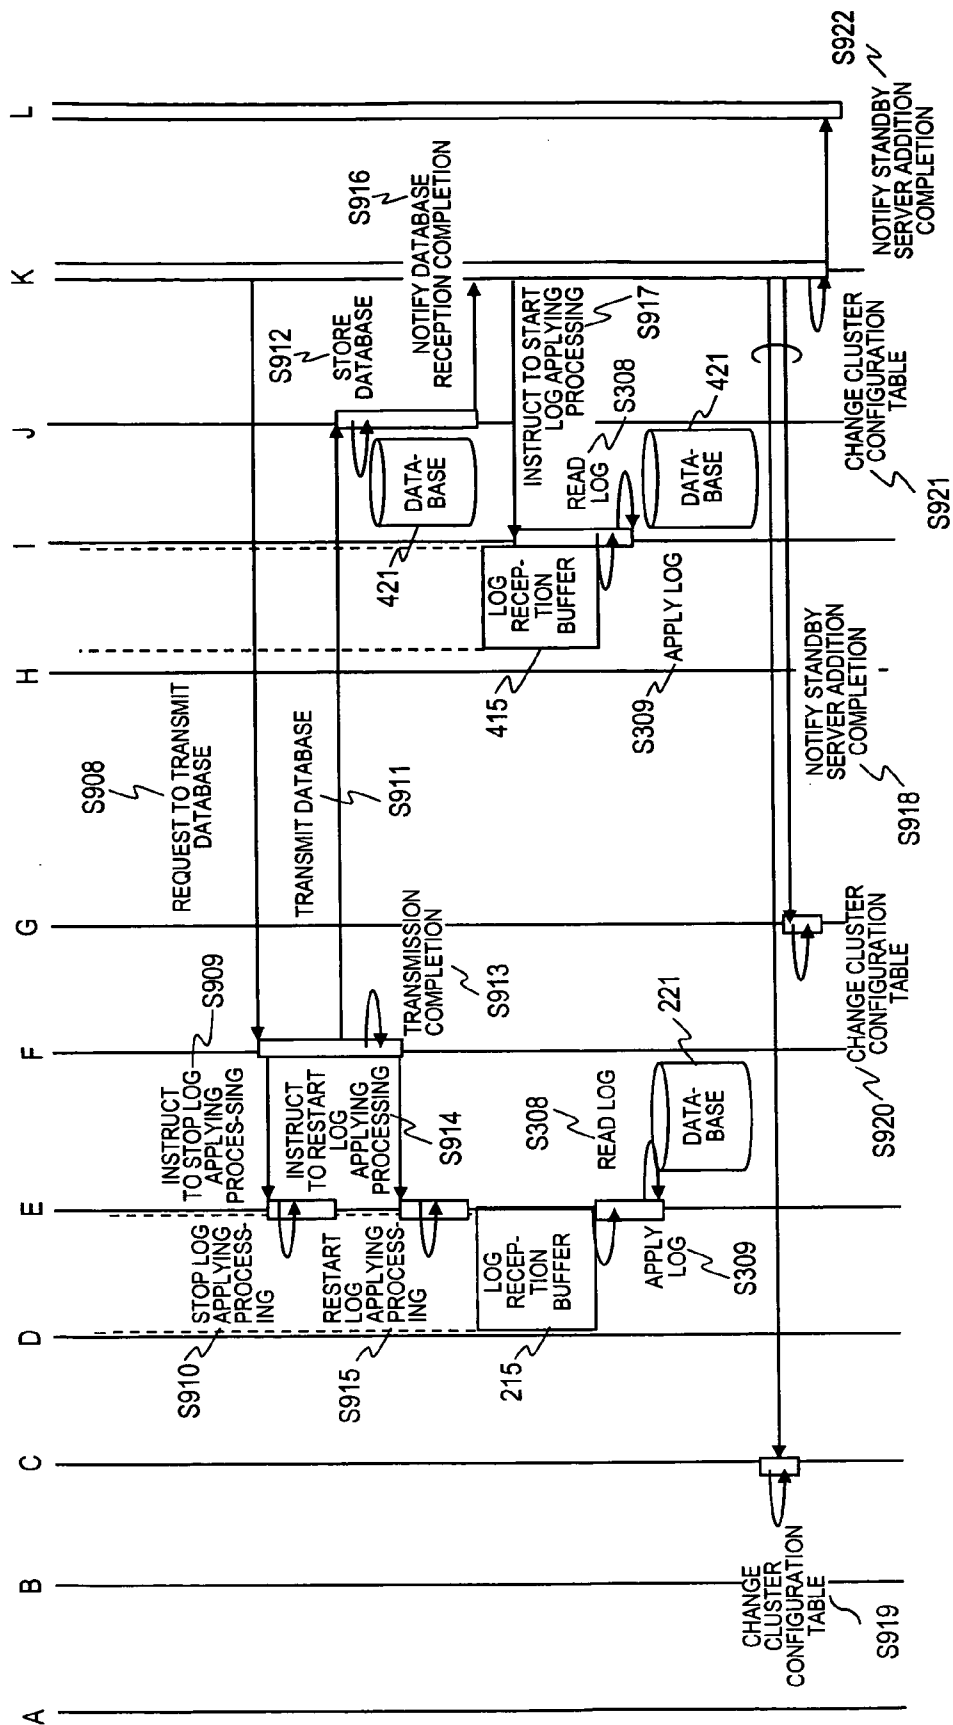 A
B
C
D
E
F
G
H
I
J
K
L
REQUEST TO TRANSMIT
DATABASE
S908
INSTRUCT
TO STOP LOG
APPLYING
PROCES-SING
S909
STOP LOG
APPLYING
PROCESS-
ING
S910
TRANSMIT DATABASE
S911
S912
STORE
DATABASE
DATA-
BASE
421
TRANSMISSION
COMPLETION
S913
INSTRUCT
TO RESTART
LOG
APPLYING
PROCESSING
S914
RESTART
LOG
APPLYING
PROCESS-
ING
S915
S916
NOTIFY DATABASE
RECEPTION COMPLETION
LOG
RECEP-
TION
BUFFER
215
LOG
RECEP-
TION
BUFFER
415
INSTRUCT TO START
LOG APPLYING
PROCESSING
S917
S308
READ LOG
DATA-
BASE
221
APPLY
LOG
S309
READ
LOG
S308
DATA-
BASE
421
S309
APPLY LOG
NOTIFY STANDBY
SERVER ADDITION
COMPLETION
S918
CHANGE
CLUSTER
CONFIGURATION
TABLE
S919
CHANGE CLUSTER
CONFIGURATION
TABLE
S920
CHANGE CLUSTER
CONFIGURATION
TABLE
S921
NOTIFY STANDBY
SERVER ADDITION
COMPLETION
S922